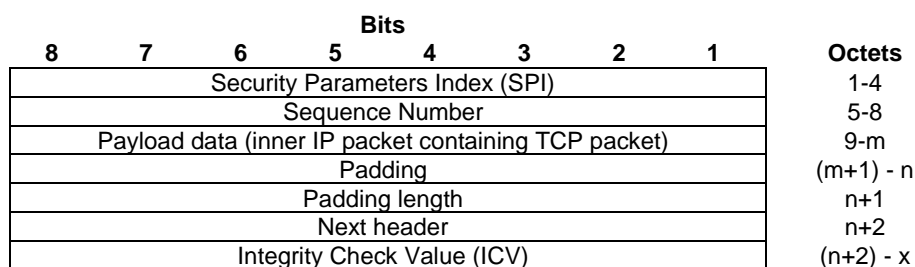 Bits
8 7 6 5 4 3 2 1 Octets
Security Parameters Index (SPI) 1-4
Sequence Number 5-8
Payload data (inner IP packet containing TCP packet) 9-m
Padding (m+1) - n
Padding length n+1
Next header n+2
Integrity Check Value (ICV) (n+2) - x